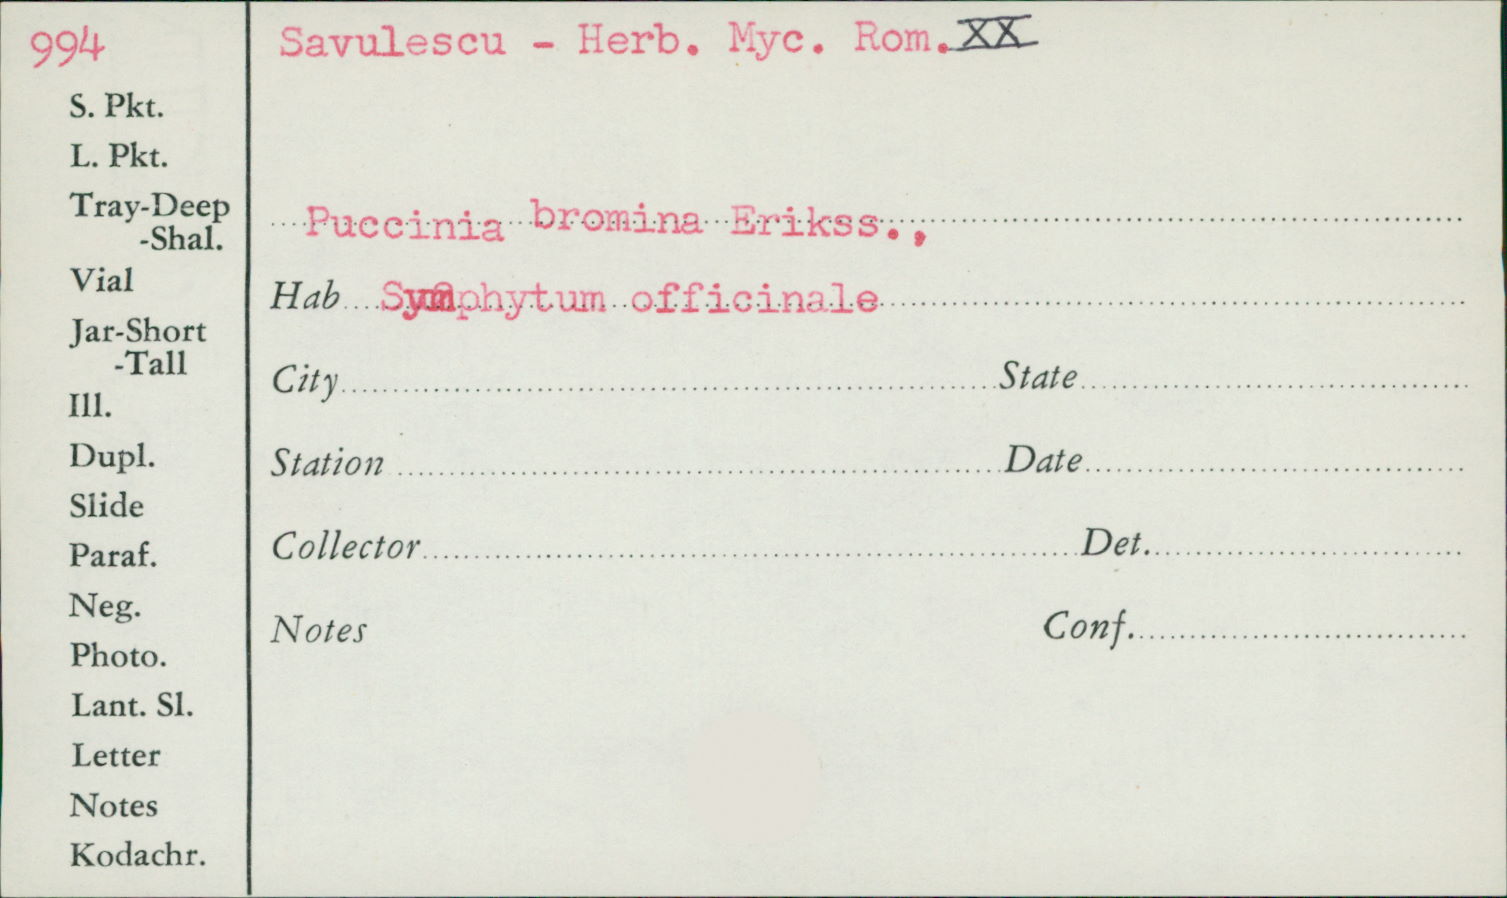 994
Savulescu - Herb. Myc. Rom. XX
S. Pkt.
L. Pkt.
Tray-Deep
-Shal.
Vial
Jar-Short
-Tall
Ill.
Dupl.
Slide
Paraf.
Neg.
Photo.
Lant. Sl.
Letter
Notes
Kodachr.
Puccinia bromina Erikss.,
Hab Symphytum officinale
City State
Station Date
Collector Det.
Notes Conf.